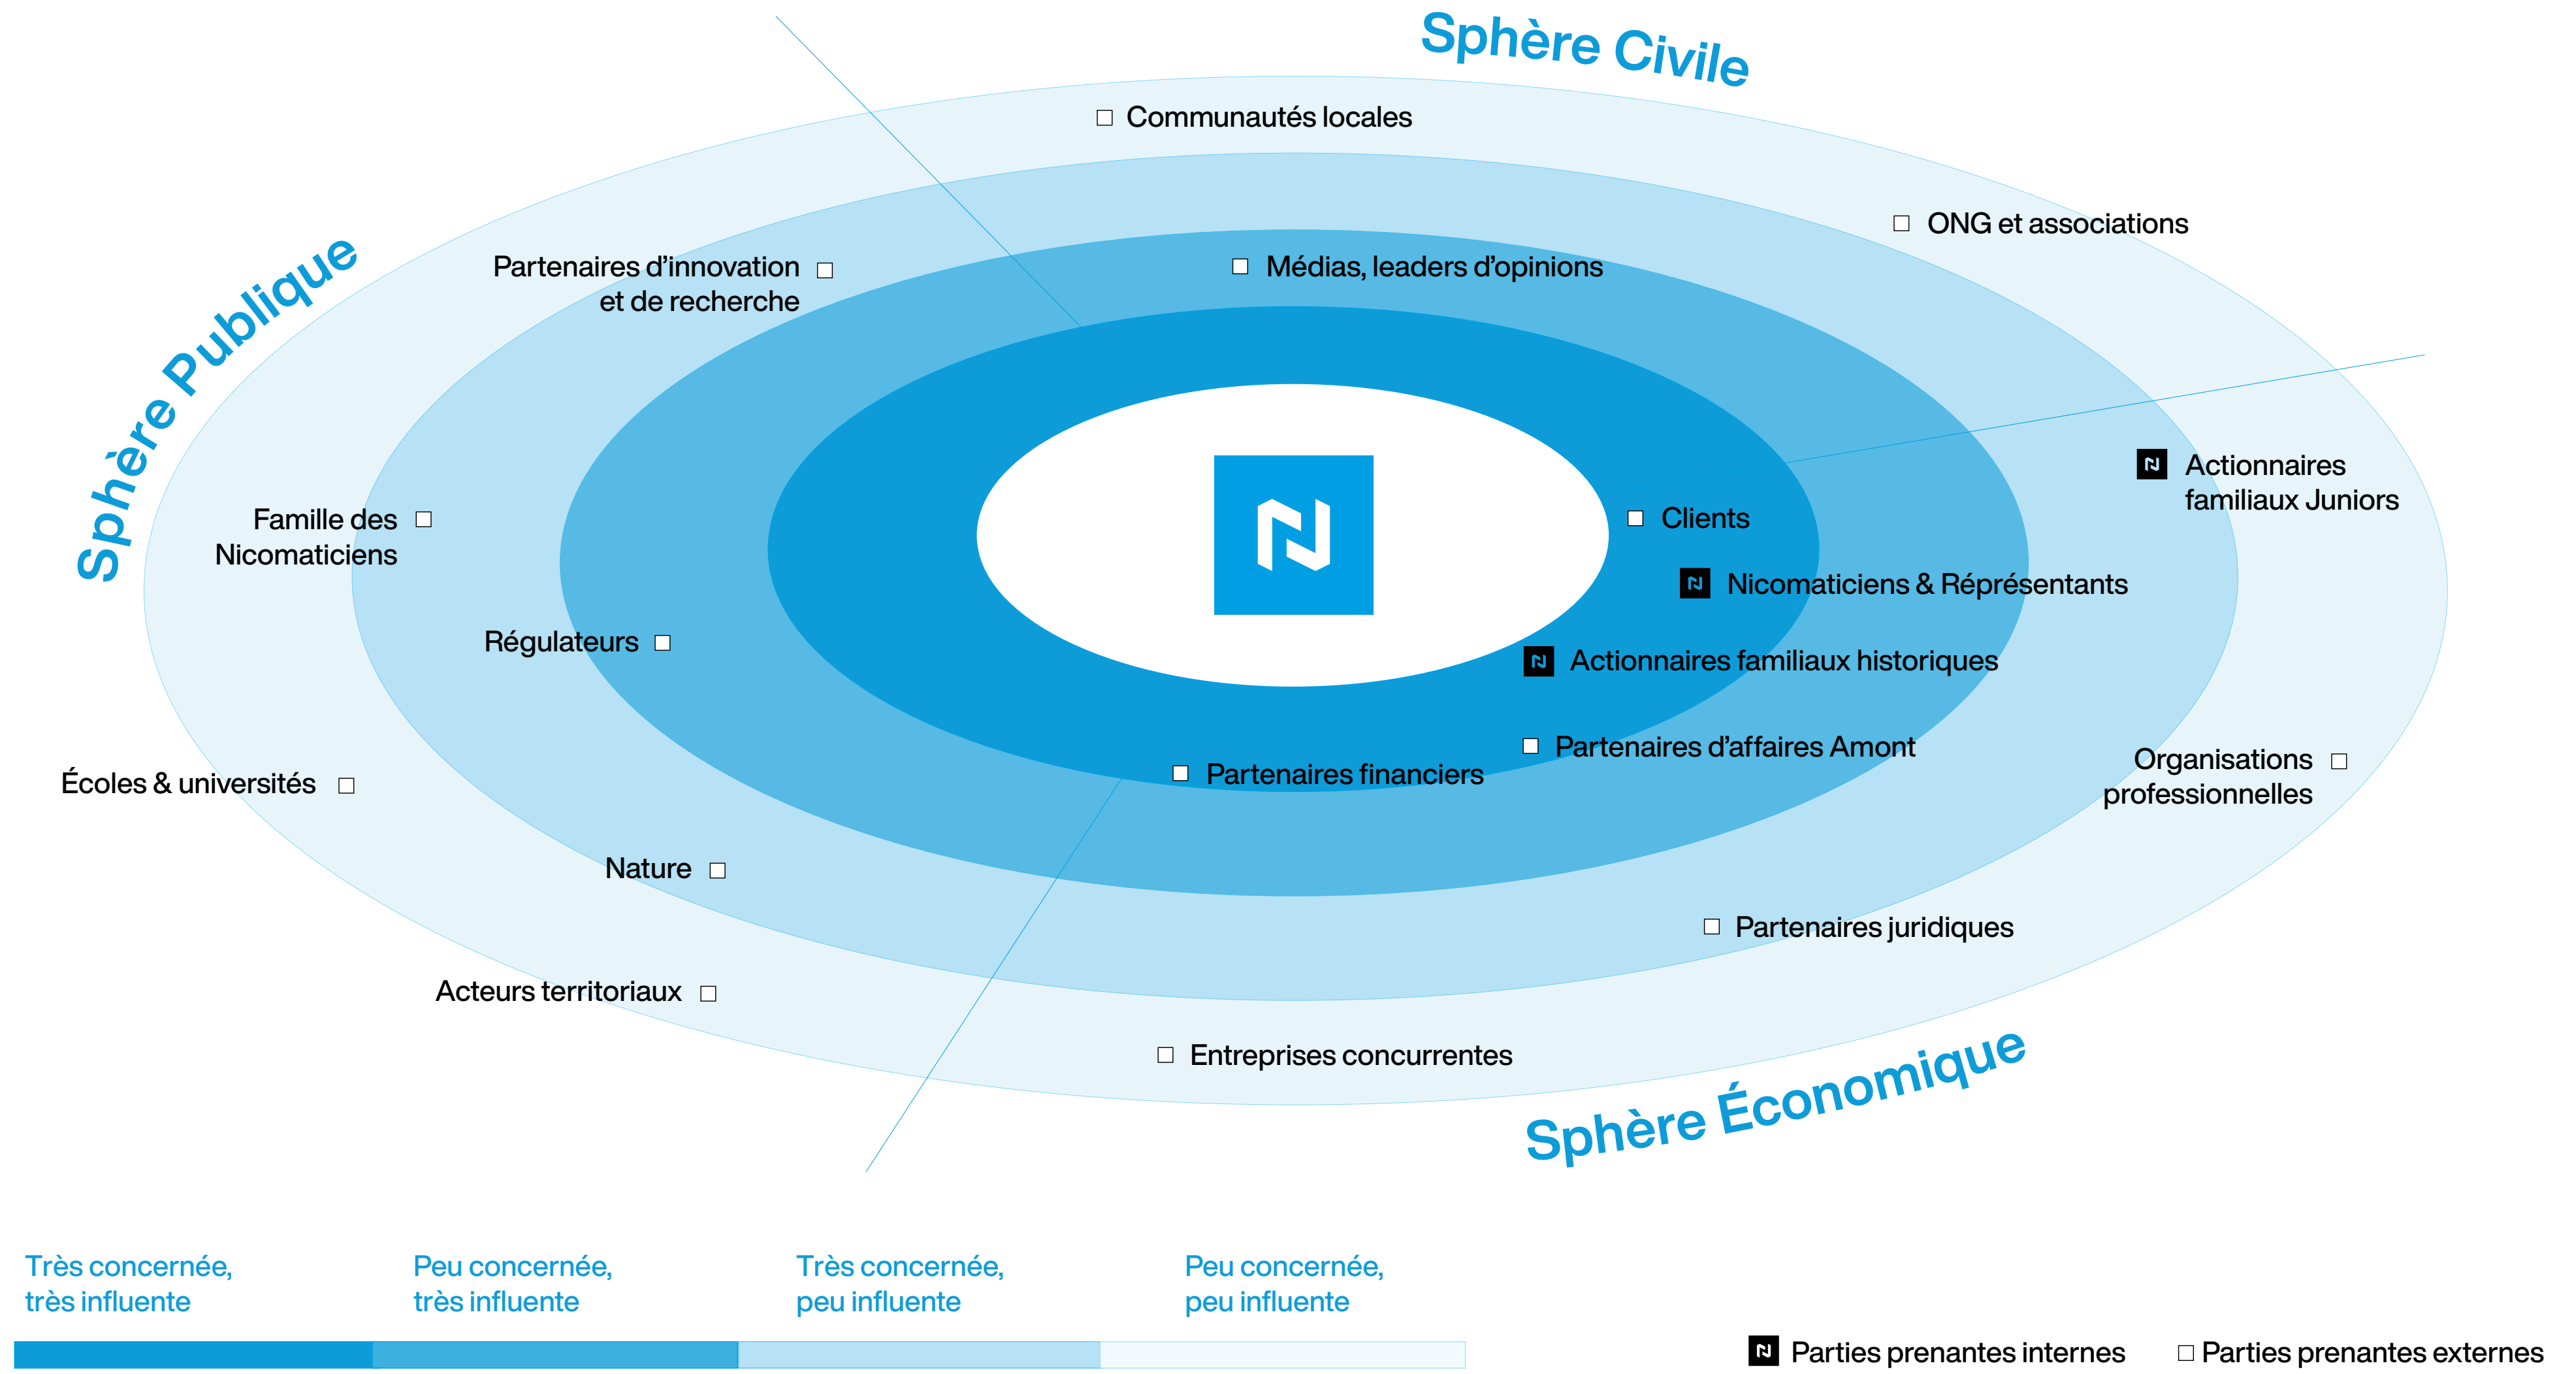 Sphère Civile
Communautés locales
ONG et associations
Sphère Publique
Partenaires d’innovation
et de recherche
Médias, leaders d’opinions
Actionnaires
familiaux Juniors
Famille des
Nicomaticiens
Clients
Nicomaticiens & Réprésentants
Régulateurs
Actionnaires familiaux historiques
Partenaires d’affaires Amont
Partenaires financiers
Organisations
professionnelles
Écoles & universités
Nature
Partenaires juridiques
Acteurs territoriaux
Entreprises concurrentes
Sphère Économique
Très concernée,
très influente
Peu concernée,
très influente
Très concernée,
peu influente
Peu concernée,
peu influente
Parties prenantes internes
Parties prenantes externes